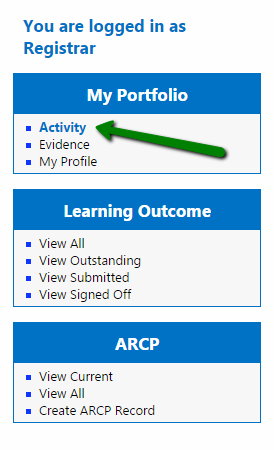 You are logged in as
Registrar
My Portfolio
Activity
Evidence
My Profile
Learning Outcome
View All
View Outstanding
View Submitted
View Signed Off
ARCP
View Current
View All
Create ARCP Record